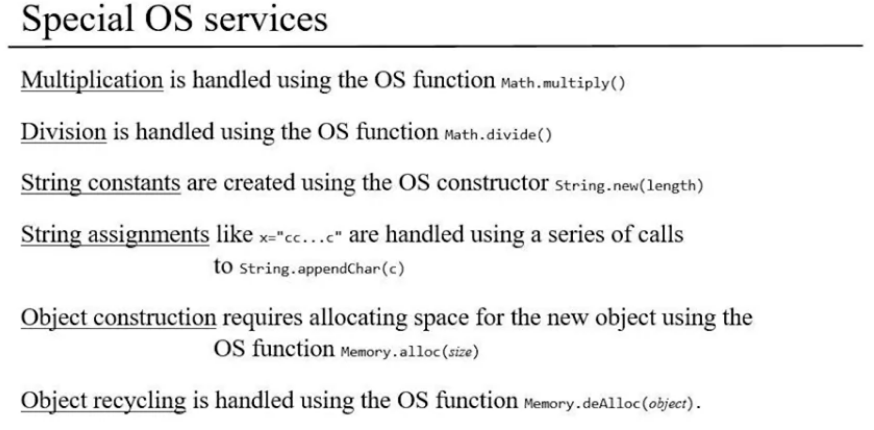 Special OS services
Multiplication is handled using the OS function Math.multiply()
Division is handled using the OS function Math.divide()
String constants are created using the OS constructor String.new(length)
String assignments like x="cc...c" are handled using a series of calls
to String.appendChar(c)
Object construction requires allocating space for the new object using the
OS function Memory.alloc(size)
Object recycling is handled using the OS function Memory.deAlloc(object).